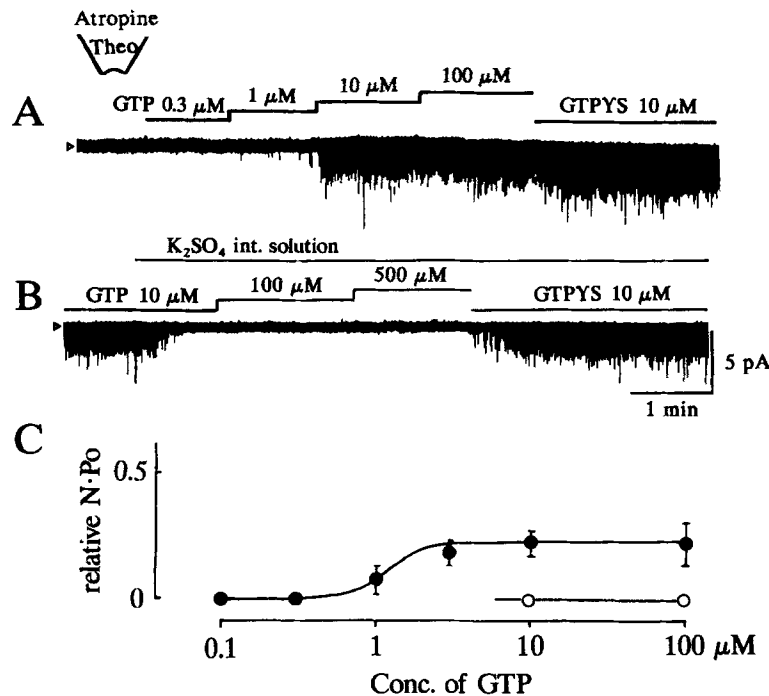 Atropine
Theo
A
GTP 0.3 μM
1 μM
10 μM
100 μM
GTPYS 10 μM
K₂SO₄ int. solution
B
GTP 10 μM
100 μM
500 μM
GTPYS 10 μM
5 pA
1 min
C
relative N·Po
0.5
0
0.1
1
10
100 μM
Conc. of GTP